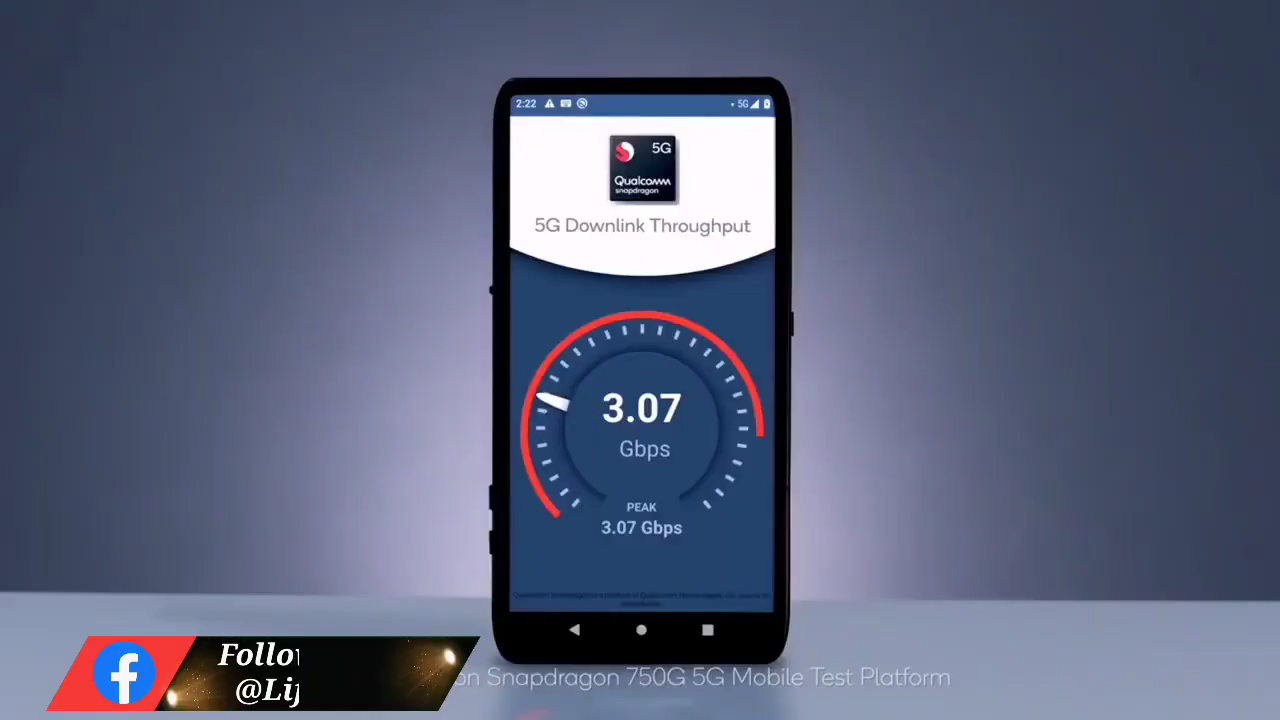 2:22
5G
5G
Qualcomm
snapdragon
5G Downlink Throughput
3.07
Gbps
PEAK
3.07 Gbps
Follo
@Li
on Snapdragon 750G 5G Mobile Test Platform